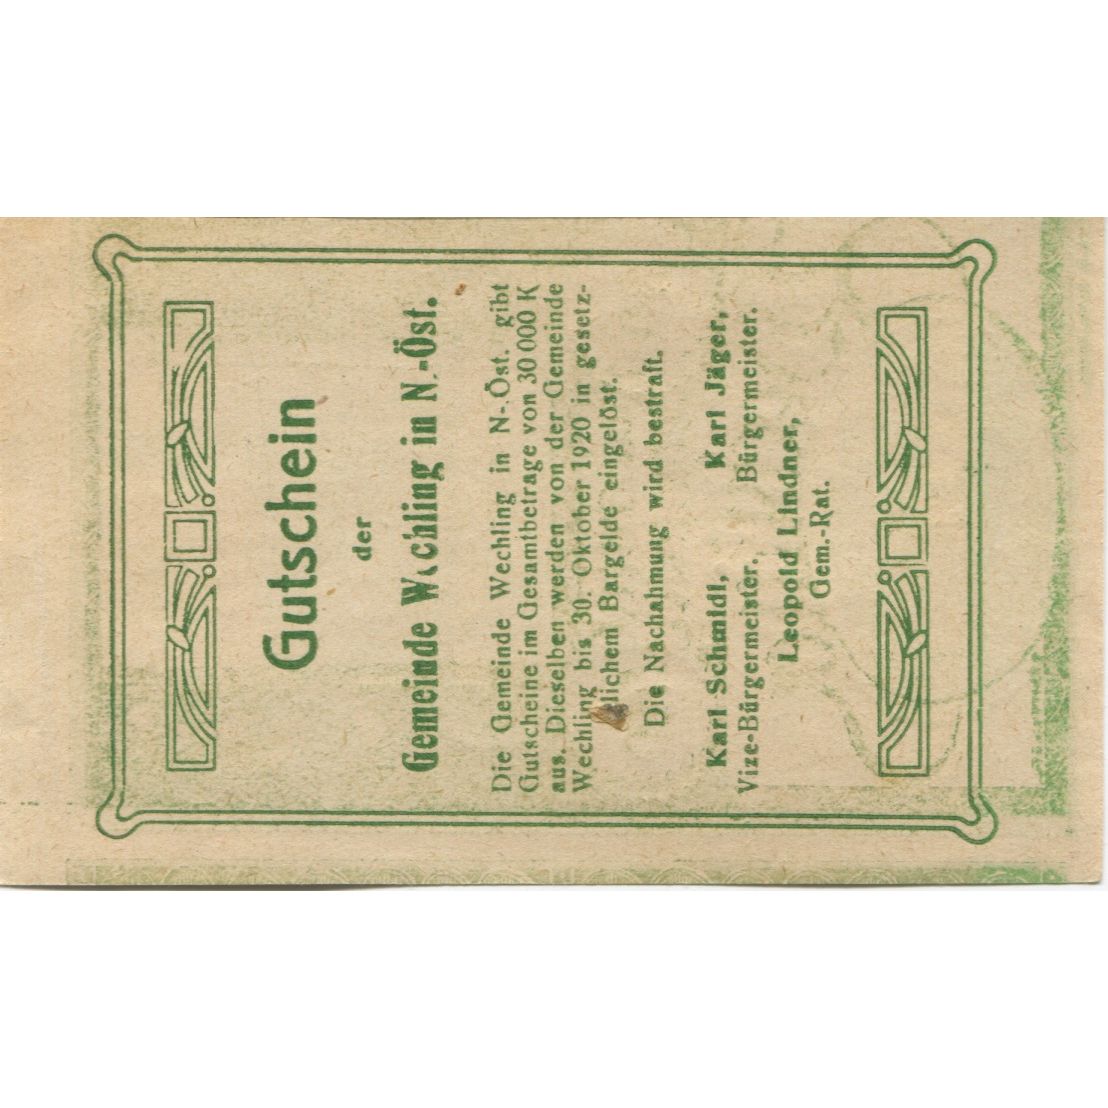 Gutschein
der
Gemeinde Wechling in N.-Öst.
Die Gemeinde Wechling in N-.Öst. gibt
Gutscheine im Gesamtbetrage von 30 000 K
aus. Dieselben werden von der Gemeinde
Wechling bis 30. Oktober 1920 in gesetz-
lichem Bargelde eingelöst.
Die Nachahmung wird bestraft.
Karl Schmidl, Karl Jäger,
Vize-Bürgermeister. Bürgermeister.
Leopold Lindner,
Gem.-Rat.